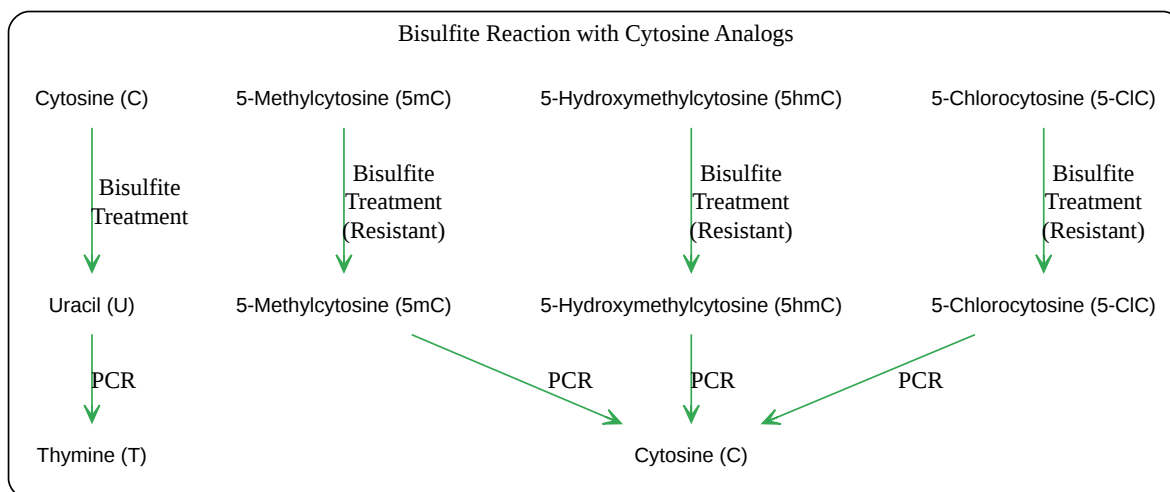 Bisulfite Reaction with Cytosine Analogs
Cytosine (C)
5-Methylcytosine (5mC)
5-Hydroxymethylcytosine (5hmC)
5-Chlorocytosine (5-ClC)
Bisulfite
Treatment
Bisulfite
Treatment
(Resistant)
Bisulfite
Treatment
(Resistant)
Bisulfite
Treatment
(Resistant)
Uracil (U)
5-Methylcytosine (5mC)
5-Hydroxymethylcytosine (5hmC)
5-Chlorocytosine (5-ClC)
PCR
PCR
PCR
PCR
Thymine (T)
Cytosine (C)